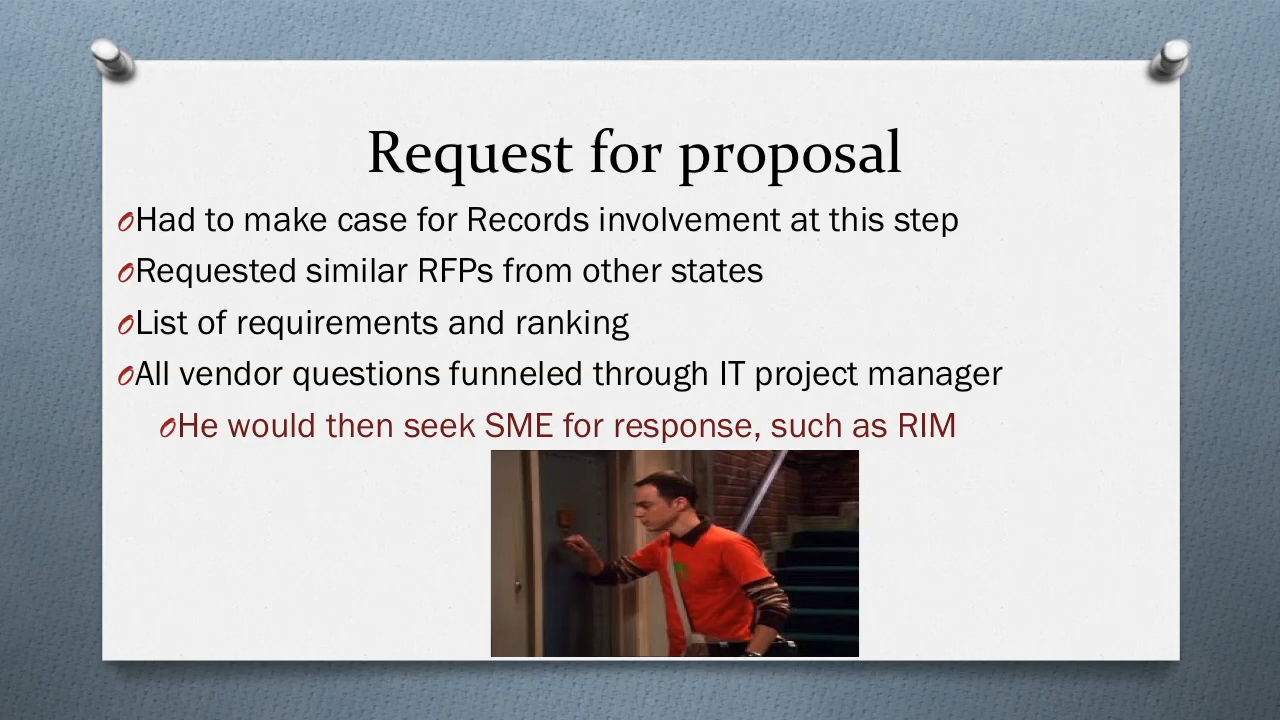 Request for proposal
Had to make case for Records involvement at this step
Requested similar RFPs from other states
List of requirements and ranking
All vendor questions funneled through IT project manager
He would then seek SME for response, such as RIM